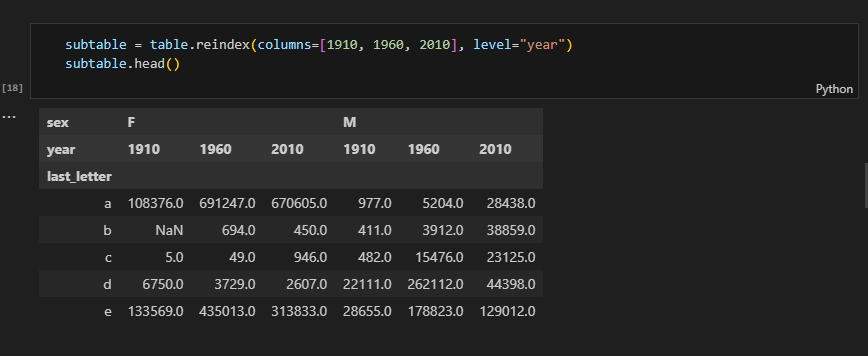 subtable = table.reindex(columns=[1910, 1960, 2010], level="year")
subtable.head()
[18]
Python
...
sex F M
year 1910 1960 2010 1910 1960 2010
last_letter
a 108376.0 691247.0 670605.0 977.0 5204.0 28438.0
b NaN 694.0 450.0 411.0 3912.0 38859.0
c 5.0 49.0 946.0 482.0 15476.0 23125.0
d 6750.0 3729.0 2607.0 22111.0 262112.0 44398.0
e 133569.0 435013.0 313833.0 28655.0 178823.0 129012.0